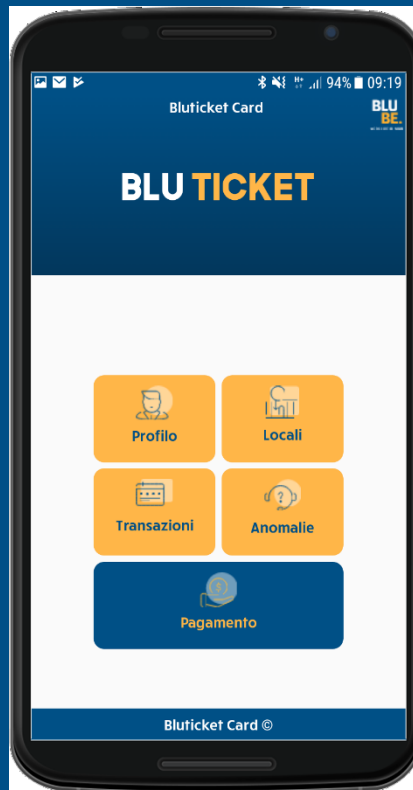 94% 09:19
Bluticket Card
BLU
BE.
BLU TICKET
Profilo
Locali
Transazioni
Anomalie
Pagamento
Bluticket Card ©